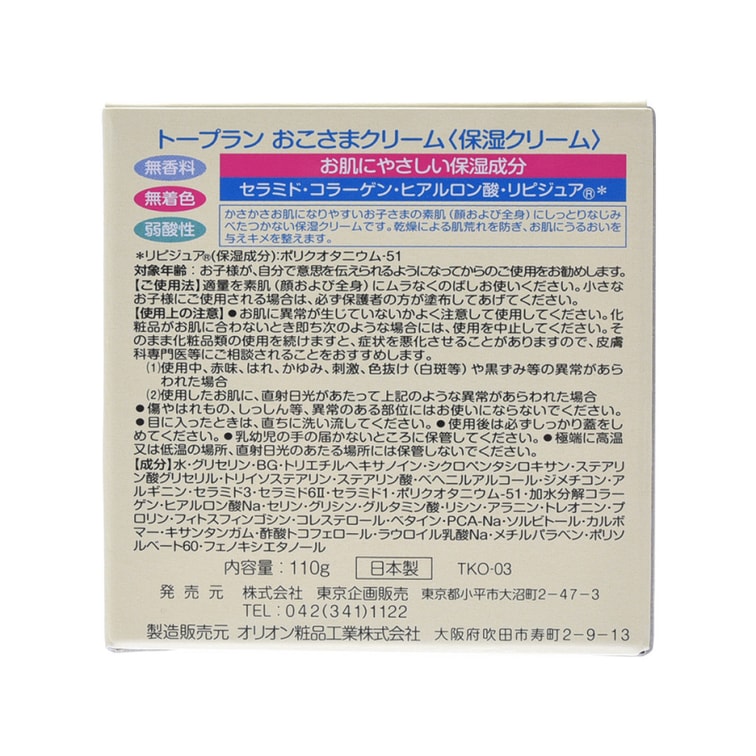 トープラン おこさまクリーム〈保湿クリーム〉
無香料
無着色
弱酸性
お肌にやさしい保湿成分
セラミド・コラーゲン・ヒアルロン酸・リピジュア®*
かさかさお肌になりやすいお子さまの素肌(顔および全身)にしっとりなじみ
べたつかない保湿クリームです。乾燥による肌荒れを防ぎ、お肌にうるおいを
与えキメを整えます。
*リピジュア®(保湿成分):ポリクオタニウム-51
対象年齢:お子様が、自分で意思を伝えられるようになってからのご使用をお勧めします。
【ご使用法】適量を素肌(顔および全身)にムラなくのばしお使いください。小さな
お子様にご使用される場合は、必ず保護者の方が塗布してあげてください。
【使用上の注意】●お肌に異常が生じていないかよく注意して使用してください。化
粧品がお肌に合わないとき即ち次のような場合には、使用を中止してください。そ
のまま化粧品類の使用を続けますと、症状を悪化させることがありますので、皮膚
科専門医等にご相談されることをおすすめします。
(1)使用中、赤味、はれ、かゆみ、刺激、色抜け(白斑等)や黒ずみ等の異常があら
われた場合
(2)使用したお肌に、直射日光があたって上記のような異常があらわれた場合
●傷やはれもの、しっしん等、異常のある部位にはお使いにならないでください。
●目に入ったときは、直ちに洗い流してください。●使用後は必ずしっかり蓋をし
めてください。●乳幼児の手の届かないところに保管してください。●極端に高温
又は低温の場所、直射日光のあたる場所には保管しないでください。
【成分】水・グリセリン・BG・トリエチルヘキサノイン・シクロペンタシロキサン・ステアリ
ン酸グリセリル・トリイソステアリン・ステアリン酸・ベヘニルアルコール・ジメチコン・ア
ルギニン・セラミド3・セラミド6Ⅱ・セラミド1・ポリクオタニウム-51・加水分解コラー
ゲン・ヒアルロン酸Na・セリン・グリシン・グルタミン酸・リシン・アラニン・トレオニン・プ
ロリン・フィトスフィンゴシン・コレステロール・ベタイン・PCA-Na・ソルビトール・カルボ
マー・キサンタンガム・酢酸トコフェロール・ラウロイル乳酸Na・メチルパラベン・ポリソ
ルベート60・フェノキシエタノール
内容量:110g 日本製 TKO-03
発売元 株式会社 東京企画販売 東京都小平市大沼町2-47-3
TEL:042(341)1122
製造販売元 オリオン粧品工業株式会社 大阪府吹田市寿町2-9-13